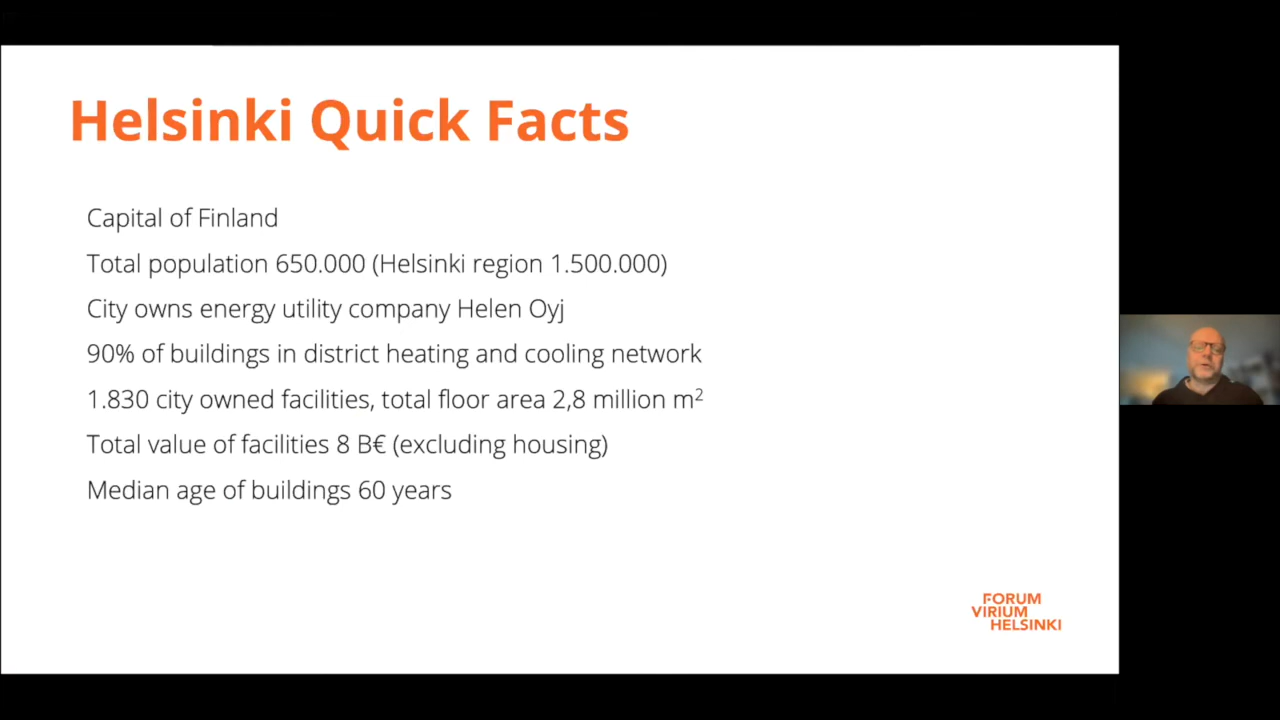 Helsinki Quick Facts
Capital of Finland
Total population 650.000 (Helsinki region 1.500.000)
City owns energy utility company Helen Oyj
90% of buildings in district heating and cooling network
1.830 city owned facilities, total floor area 2,8 million m²
Total value of facilities 8 B€ (excluding housing)
Median age of buildings 60 years
FORUM
VIRIUM
HELSINKI